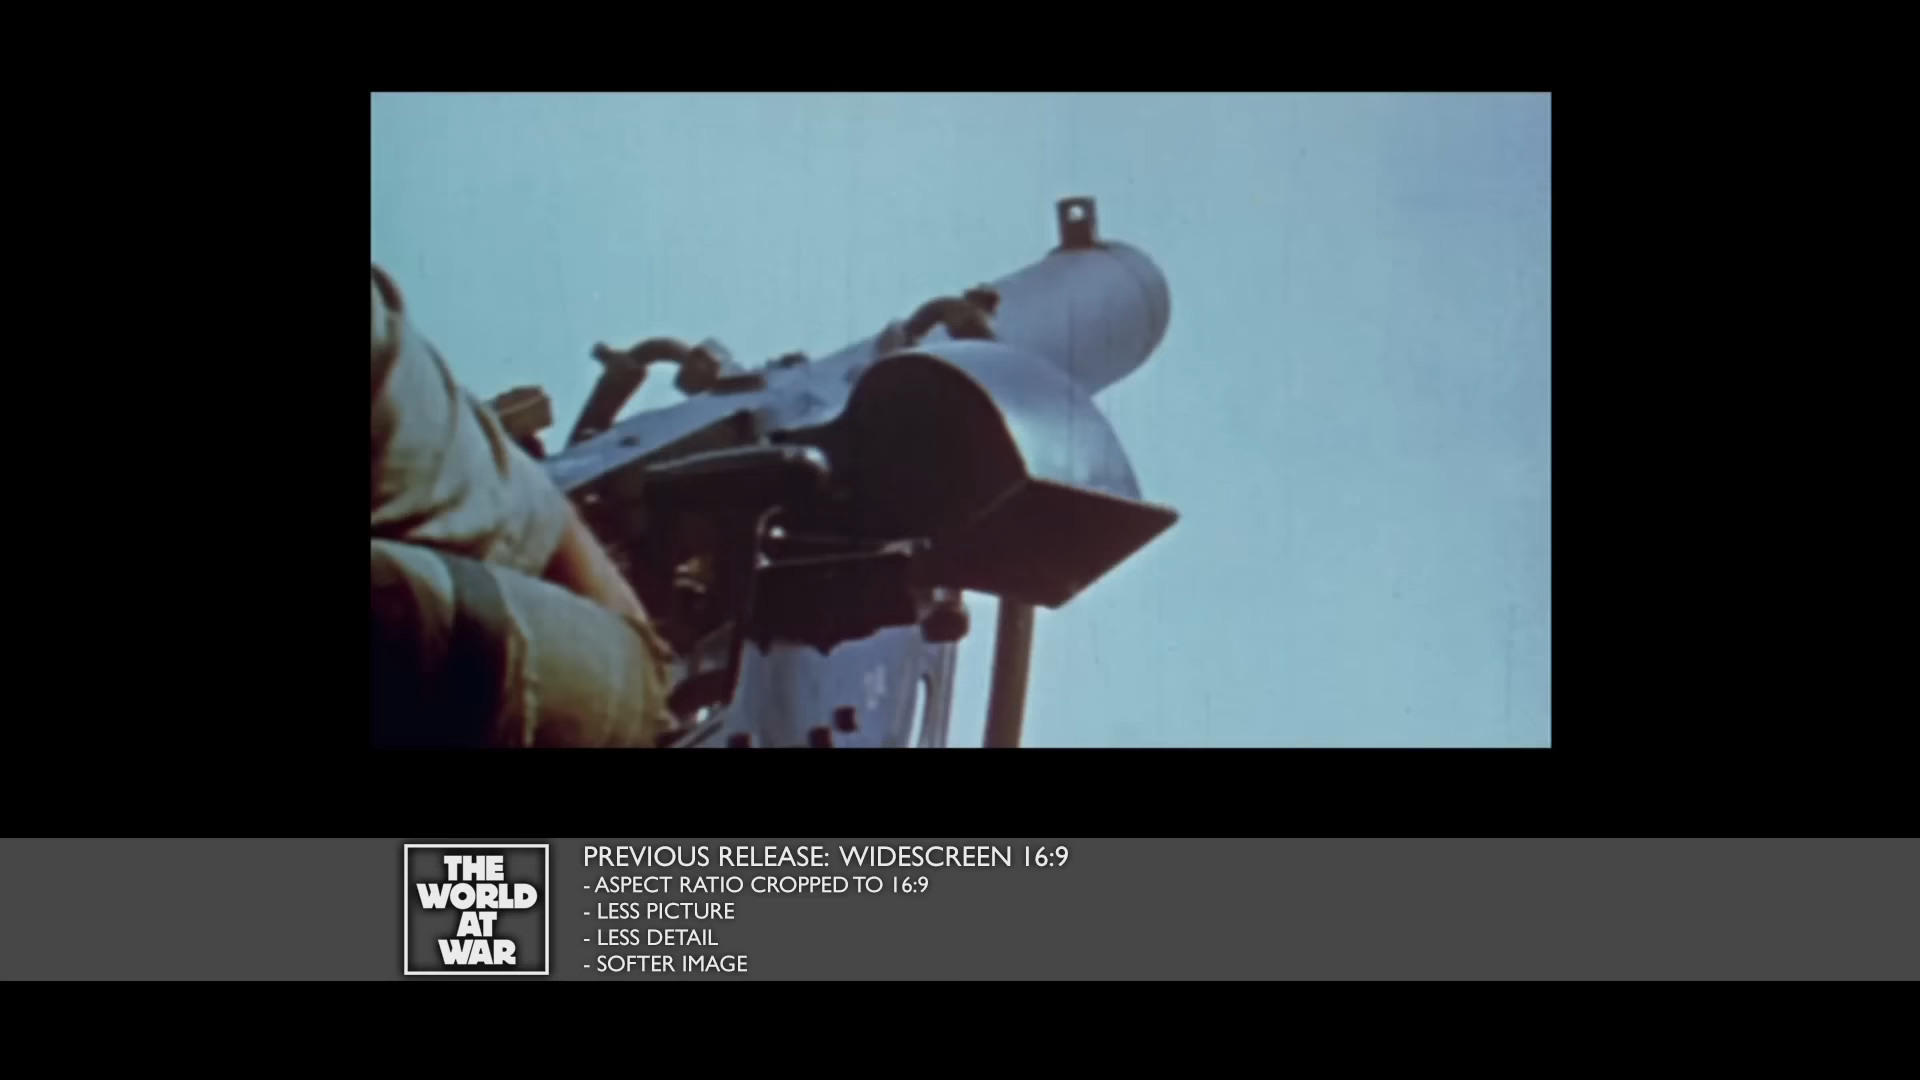 THE
WORLD
AT
WAR
PREVIOUS RELEASE: WIDESCREEN 16:9
- ASPECT RATIO CROPPED TO 16:9
- LESS PICTURE
- LESS DETAIL
- SOFTER IMAGE